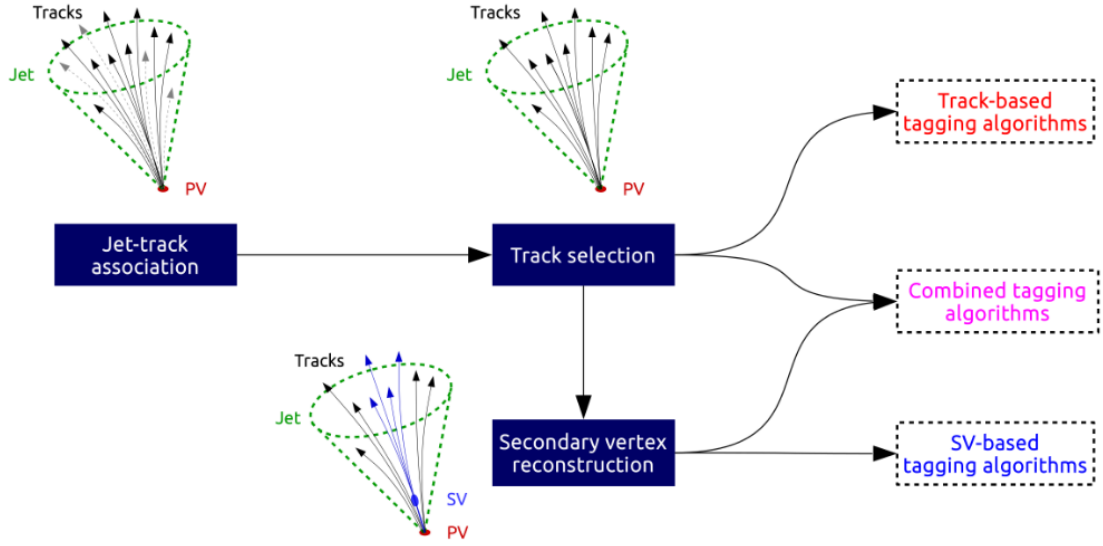 Tracks
Jet
PV
Tracks
Jet
PV
Track-based
tagging algorithms
Jet-track
association
Track selection
Combined tagging
algorithms
Tracks
Jet
SV
PV
Secondary vertex
reconstruction
SV-based
tagging algorithms